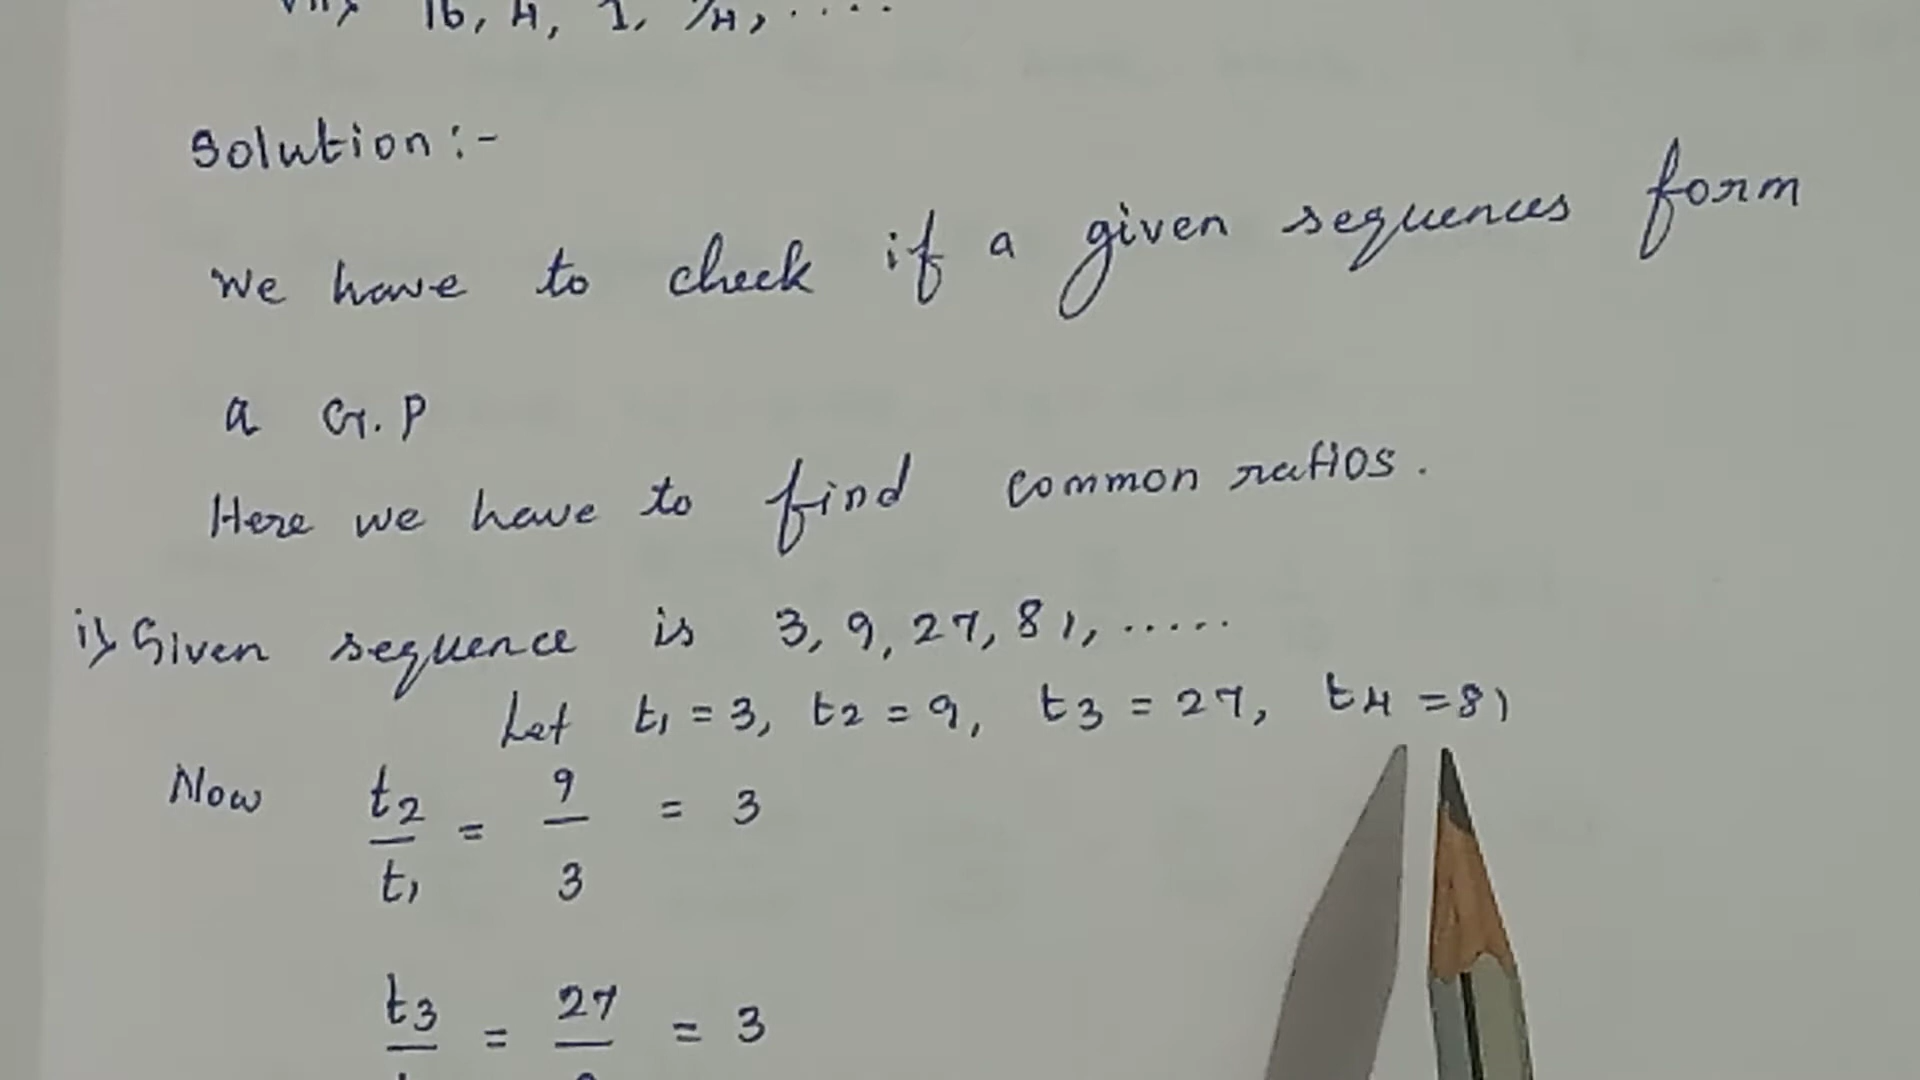 16, 4, 1, 1/4, ....
Solution :-
We have to check if a given sequences form
a G.P
Here we have to find common ratios.
i) Given sequence is 3, 9, 27, 81, .....
Let t1 = 3, t2 = 9, t3 = 27, t4 = 81
Now t2/t1 = 9/3 = 3
t3 = 27 = 3